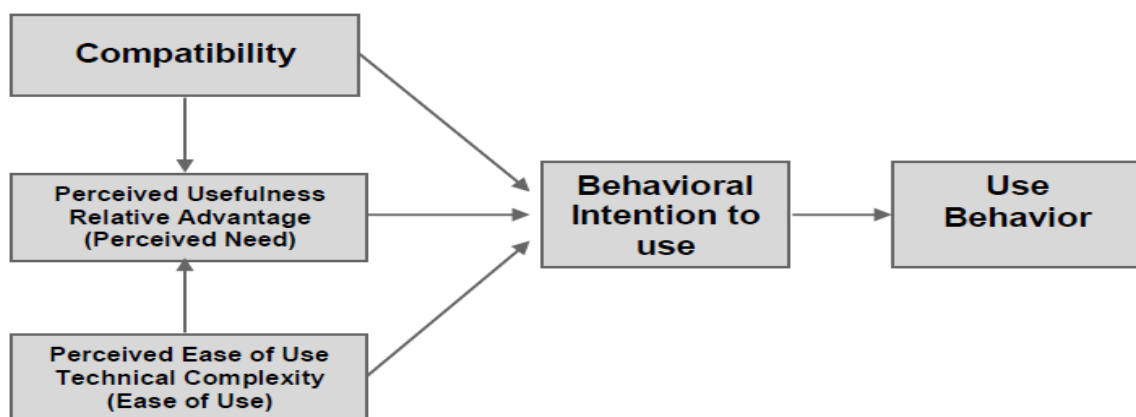 Compatibility
Perceived Usefulness
Relative Advantage
(Perceived Need)
Perceived Ease of Use
Technical Complexity
(Ease of Use)
Behavioral
Intention to
use
Use
Behavior